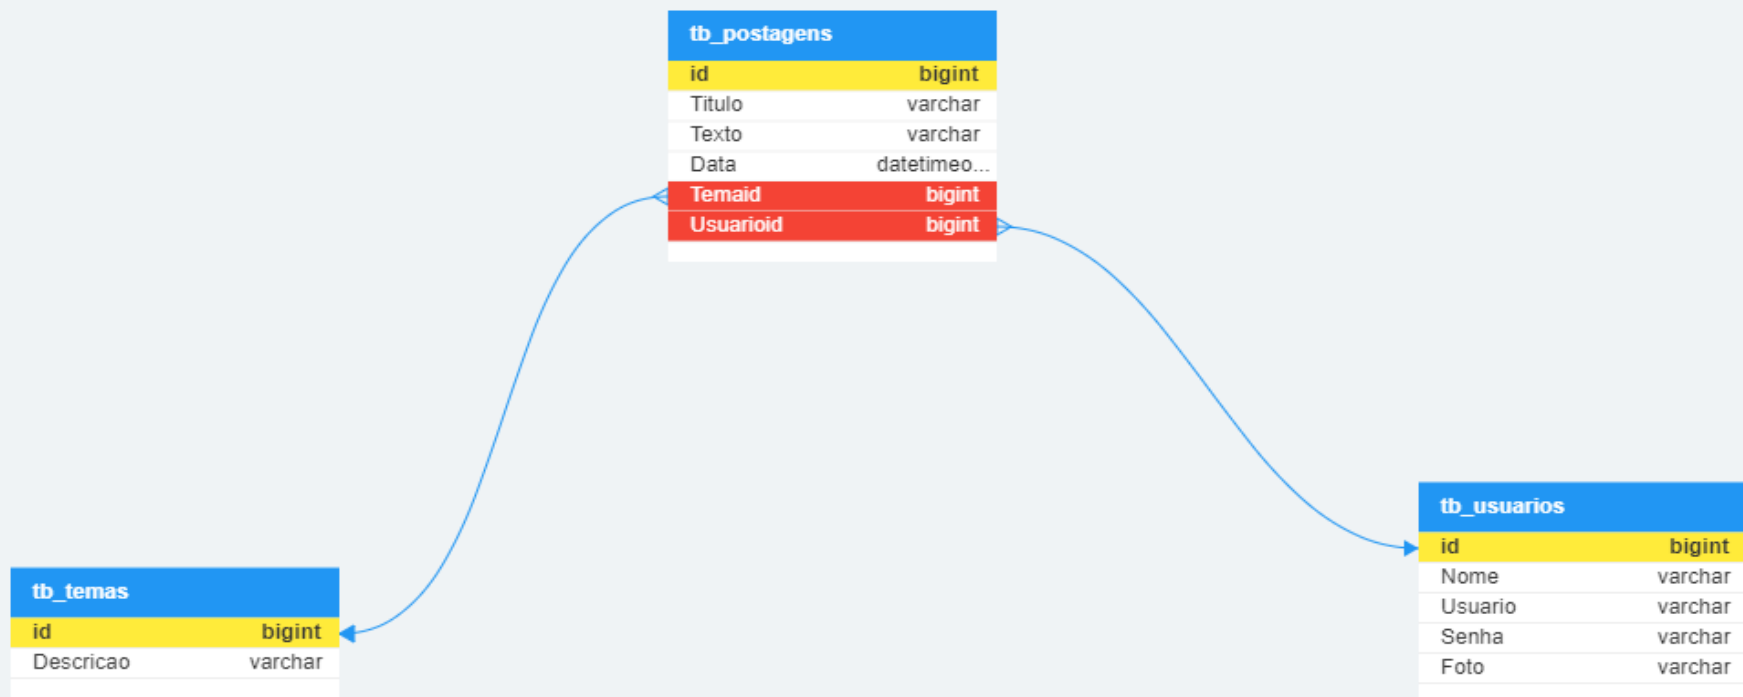 tb_postagens
id bigint
Titulo varchar
Texto varchar
Data datetimeo...
Temaid bigint
Usuarioid bigint
tb_temas
id bigint
Descricao varchar
tb_usuarios
id bigint
Nome varchar
Usuario varchar
Senha varchar
Foto varchar